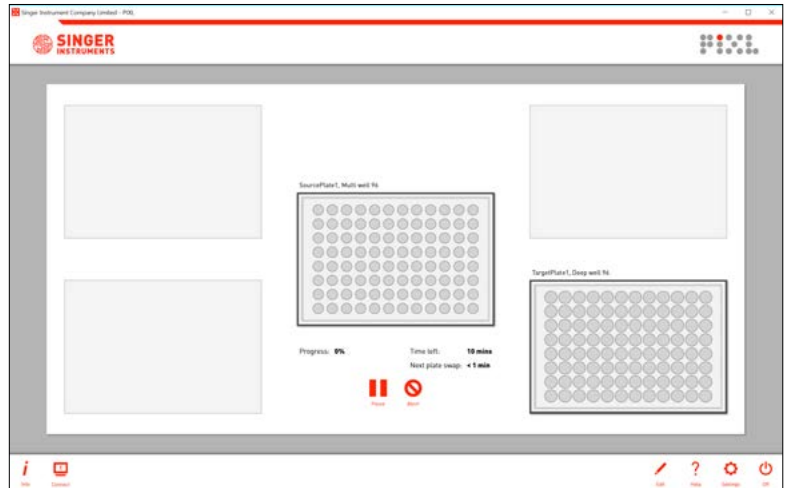 Singer Instrument Company Limited - PIXL
SINGER
INSTRUMENTS
PIXL
SourcePlate1, Multi well 96
TargetPlate1, Deep well 96
Progress: 0% Time left: 10 mins
Next plate swap: < 1 min
Pause Abort
Info Connect Help Settings Off